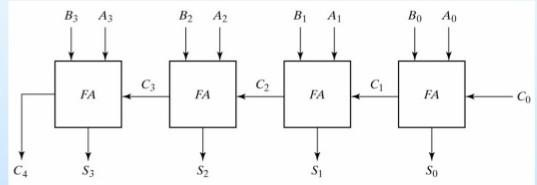 B₃ A₃ B₂ A₂ B₁ A₁ B₀ A₀
C₃ C₂ C₁
FA FA FA FA C₀
C₄ S₃ S₂ S₁ S₀